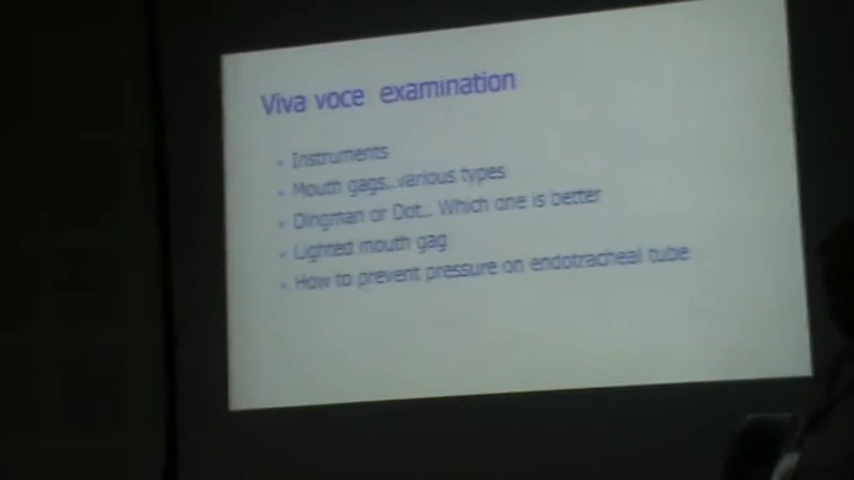 Viva voce examination
Instruments
Mouth gags..various types
Dingman or Dot.. Which one is better
Lighted mouth gag
How to prevent pressure on endotracheal tube